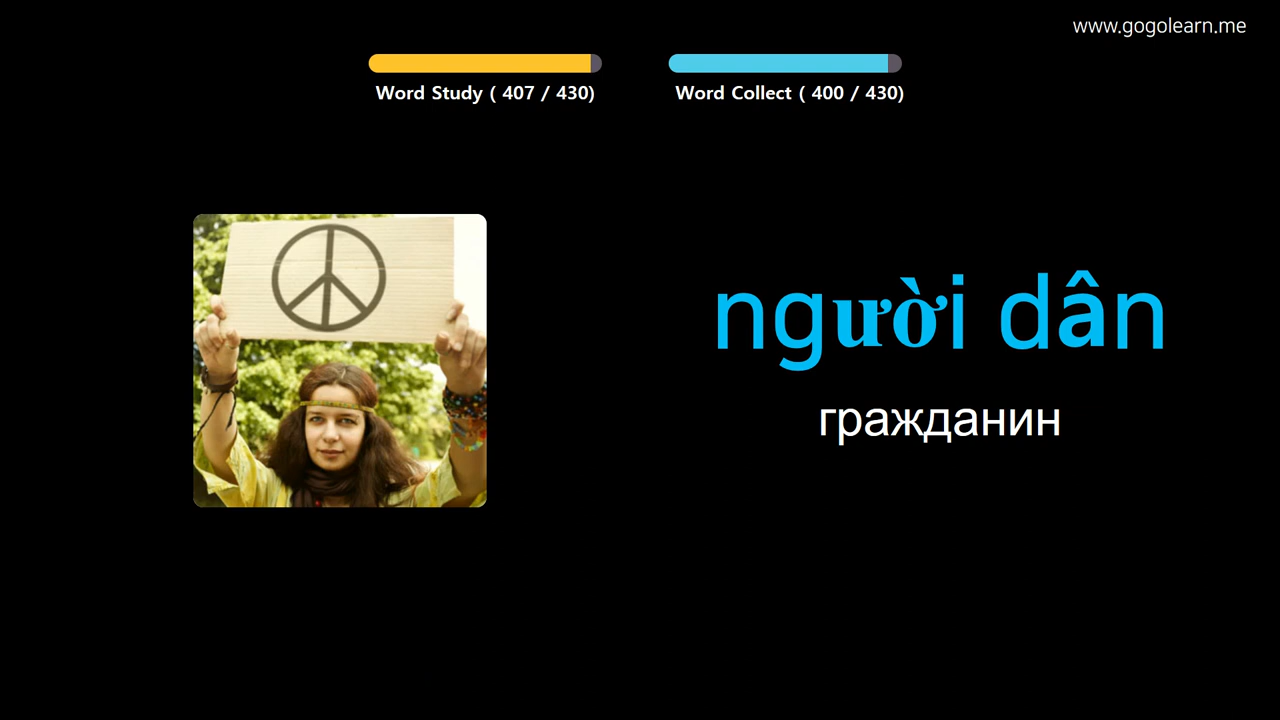 www.gogolearn.me
Word Study ( 407 / 430)
Word Collect ( 400 / 430)
người dân
гражданин